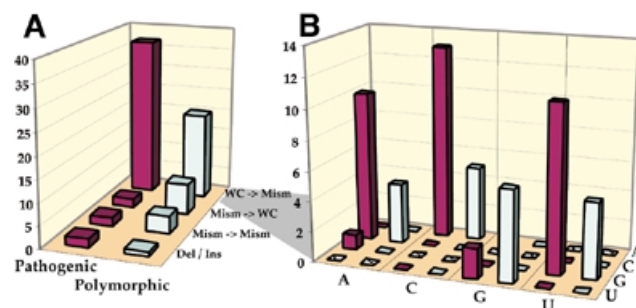 A
B
40
35
30
25
20
15
10
5
0
WC -> Mism
Mism -> WC
Mism -> Mism
Del / Ins
Pathogenic
Polymorphic
14
12
10
8
6
4
2
0
A
C
G
U
A
C
G
U